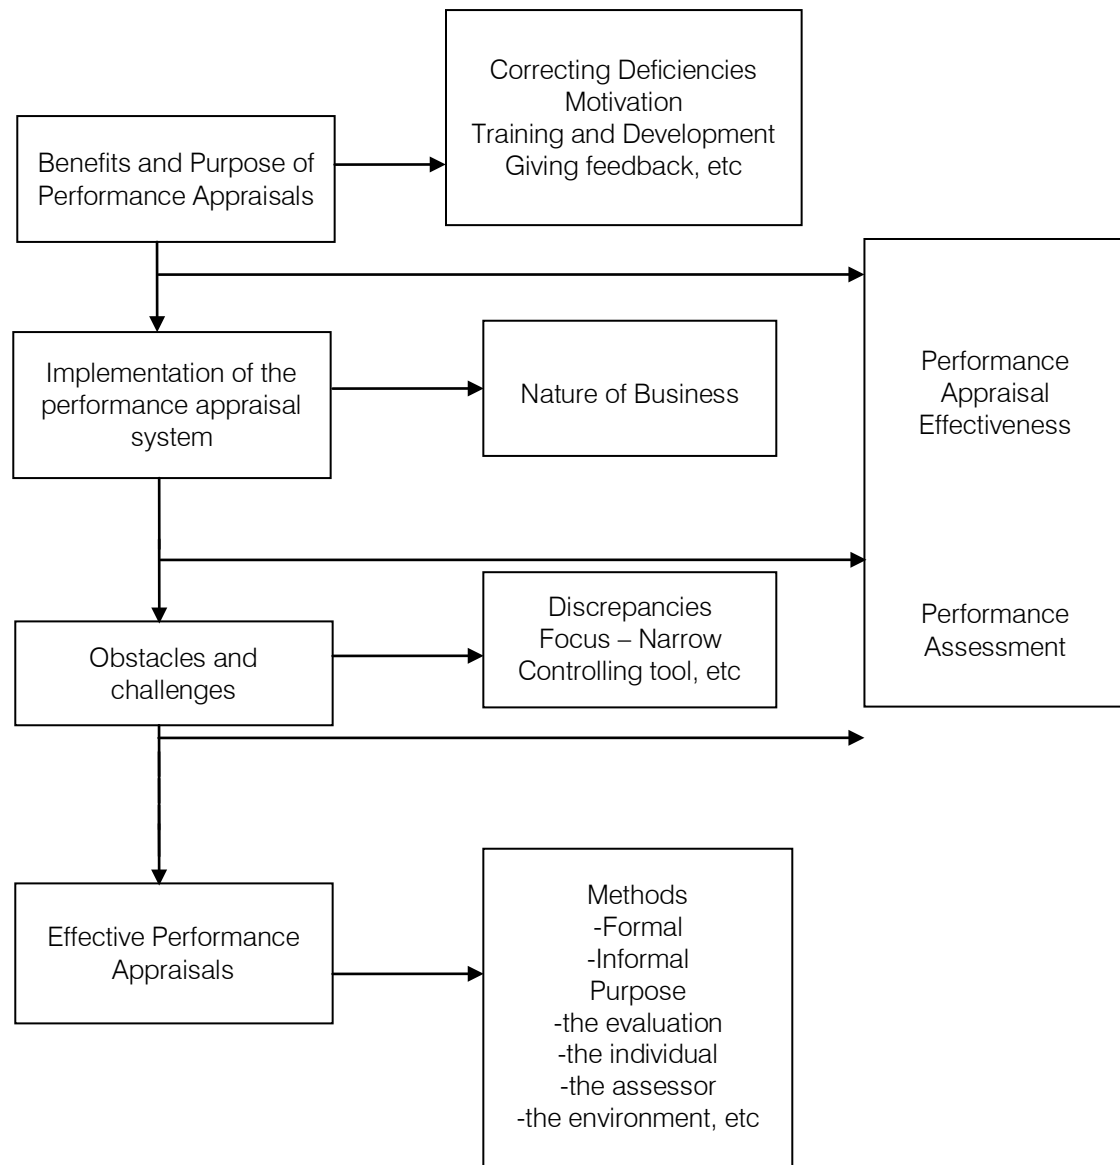 Correcting Deficiencies
Motivation
Training and Development
Giving feedback, etc
Benefits and Purpose of
Performance Appraisals
Implementation of the
performance appraisal
system
Nature of Business
Performance
Appraisal
Effectiveness
Performance
Assessment
Discrepancies
Focus – Narrow
Controlling tool, etc
Obstacles and
challenges
Effective Performance
Appraisals
Methods
-Formal
-Informal
Purpose
-the evaluation
-the individual
-the assessor
-the environment, etc